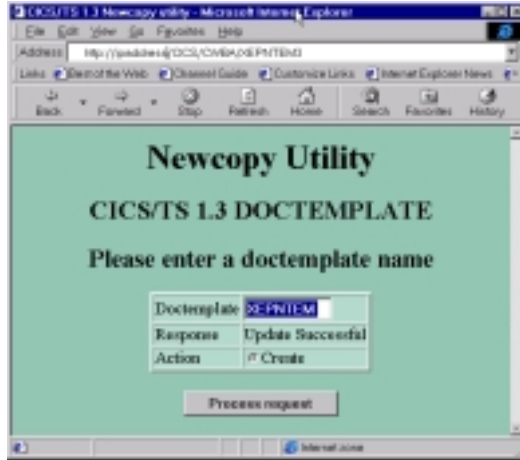 CICS/TS 1.3 Newcopy utility - Microsoft Internet Explorer
File Edit View Go Favorites Help
Address
Links Best of the Web Channel Guide Customize Links Internet Explorer News
Back Forward Stop Refresh Home Search Favorites History
Newcopy Utility
CICS/TS 1.3 DOCTEMPLATE
Please enter a doctemplate name
Doctemplate XEPNTEM
Response Update Successful
Action Create
Process request
Internet zone